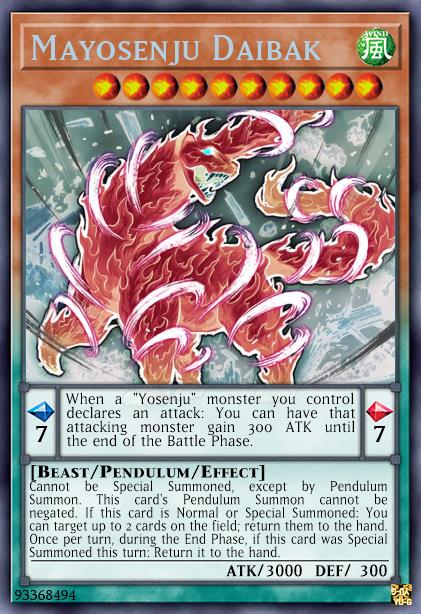 MAYOSENJU DAIBAK
WIND
風
When a "Yosenju" monster you control
declares an attack: You can have that
attacking monster gain 300 ATK until
the end of the Battle Phase.
7
7
[BEAST/PENDULUM/EFFECT]
Cannot be Special Summoned, except by Pendulum
Summon. This card's Pendulum Summon cannot be
negated. If this card is Normal or Special Summoned: You
can target up to 2 cards on the field; return them to the hand.
Once per turn, during the End Phase, if this card was Special
Summoned this turn: Return it to the hand.
ATK/3000 DEF/ 300
93368494